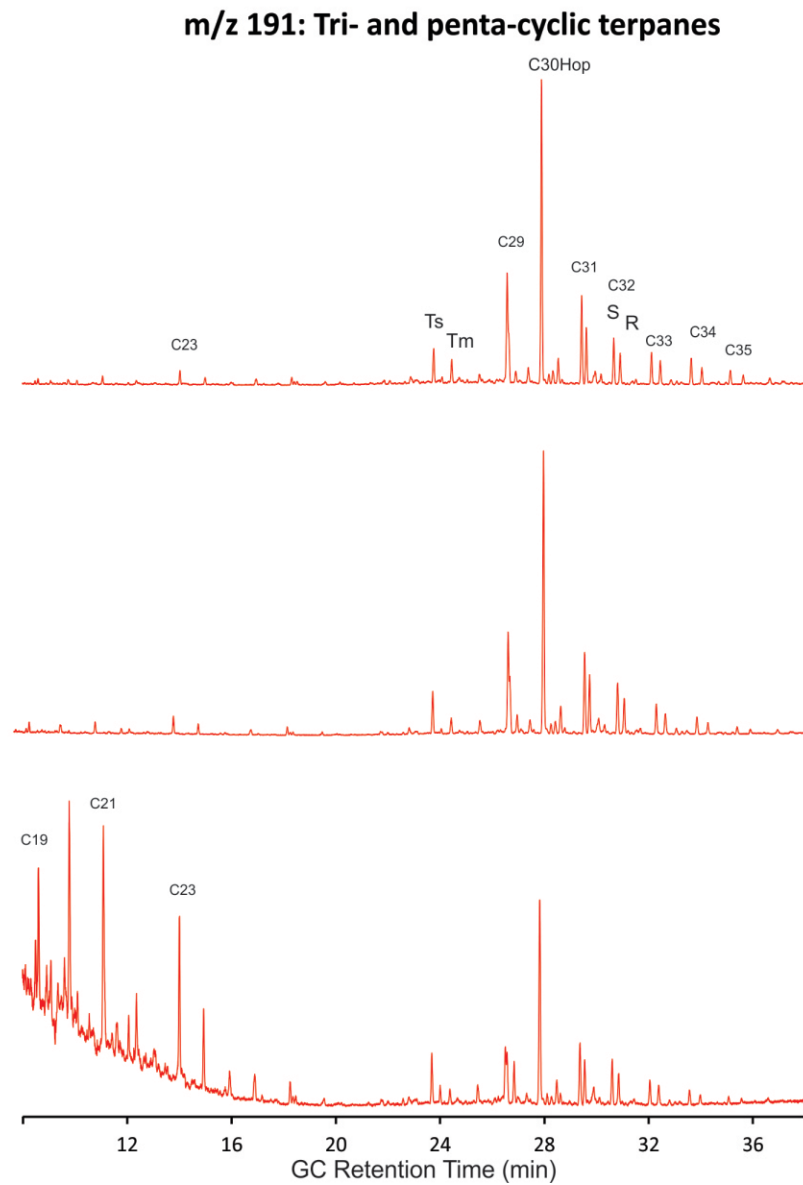 m/z 191: Tri- and penta-cyclic terpanes
C30Hop
C29
C31
C32
Ts
S
R
Tm
C33
C34
C35
C23
C21
C19
C23
12 16 20 24 28 32 36
GC Retention Time (min)